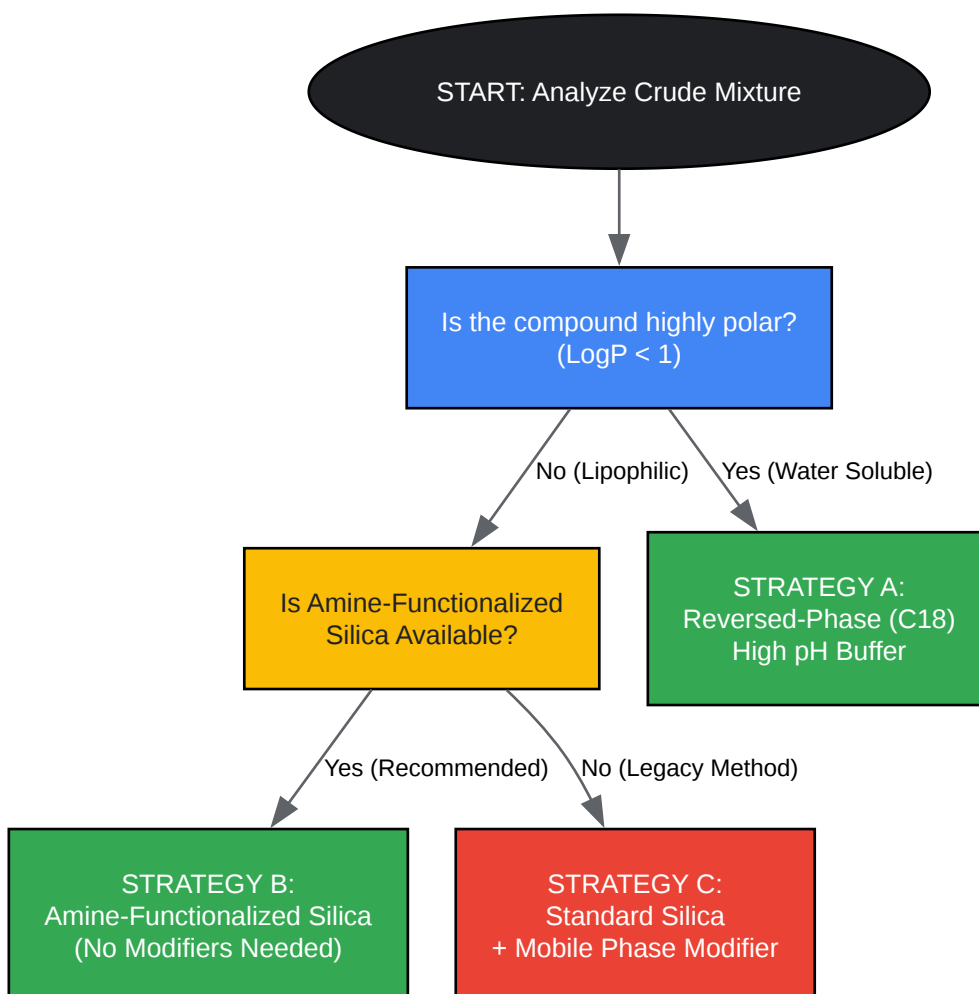 START: Analyze Crude Mixture
Is the compound highly polar?
(LogP < 1)
No (Lipophilic)
Yes (Water Soluble)
Is Amine-Functionalized
Silica Available?
STRATEGY A:
Reversed-Phase (C18)
High pH Buffer
Yes (Recommended)
No (Legacy Method)
STRATEGY B:
Amine-Functionalized Silica
(No Modifiers Needed)
STRATEGY C:
Standard Silica
+ Mobile Phase Modifier